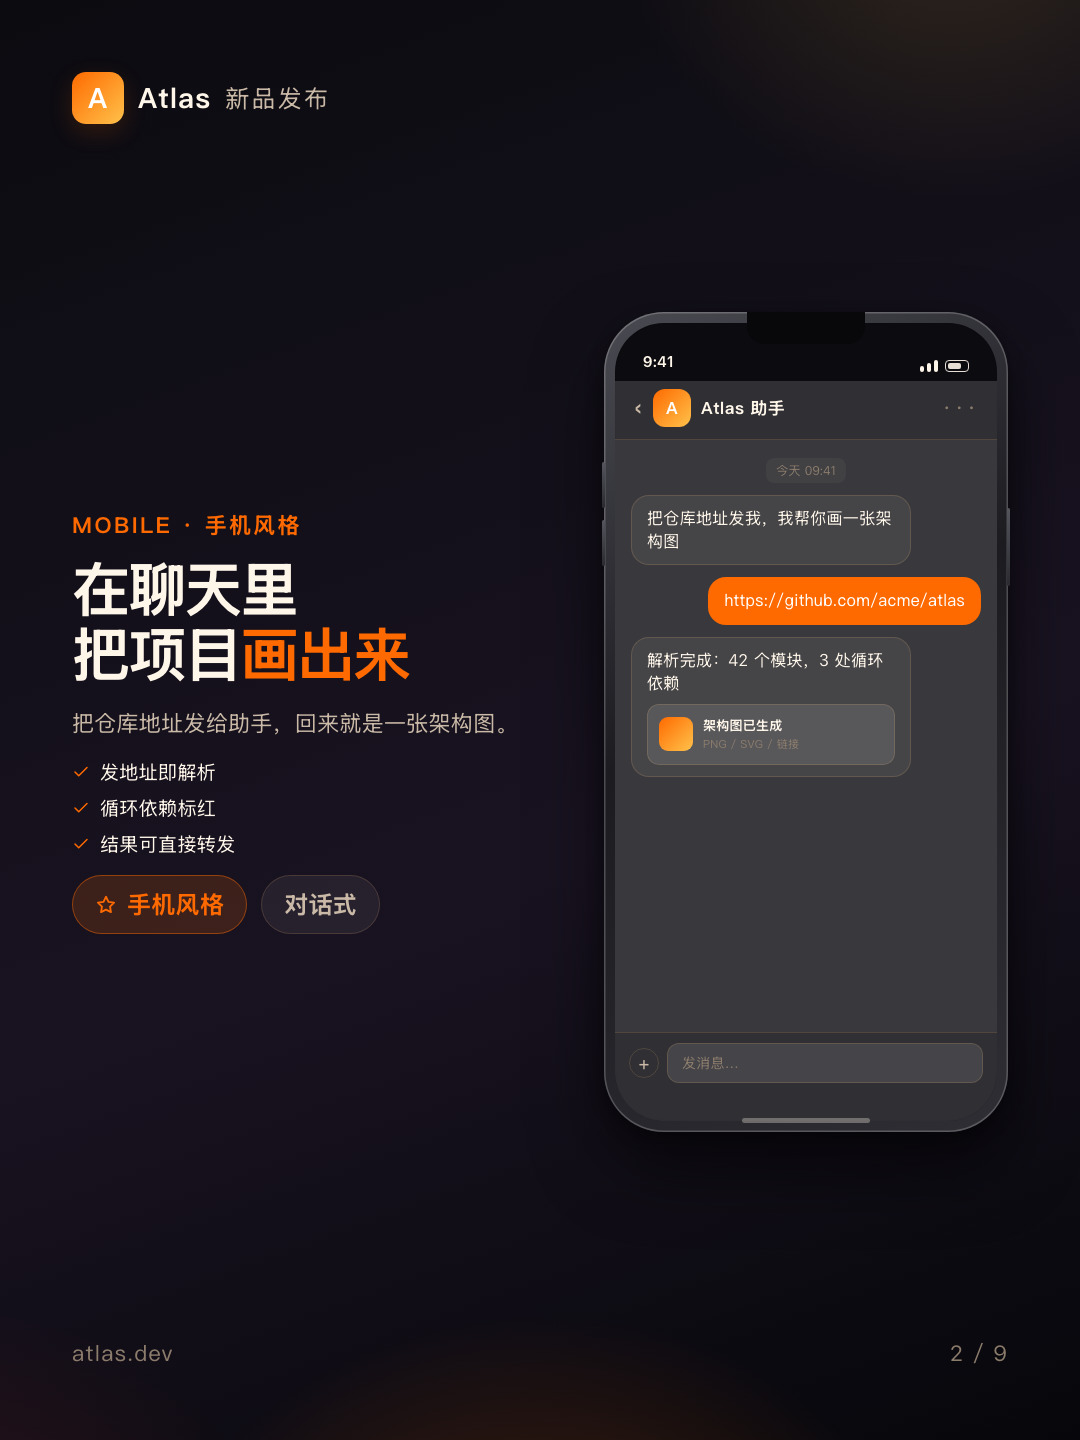 A Atlas 新品发布
MOBILE · 手机风格
在聊天里
把项目画出来
把仓库地址发给助手，回来就是一张架构图。
发地址即解析
循环依赖标红
结果可直接转发
手机风格
对话式
9:41
A Atlas 助手
今天 09:41
把仓库地址发我，我帮你画一张架
构图
https://github.com/acme/atlas
解析完成：42 个模块，3 处循环
依赖
架构图已生成
PNG / SVG / 链接
发消息...
atlas.dev
2 / 9